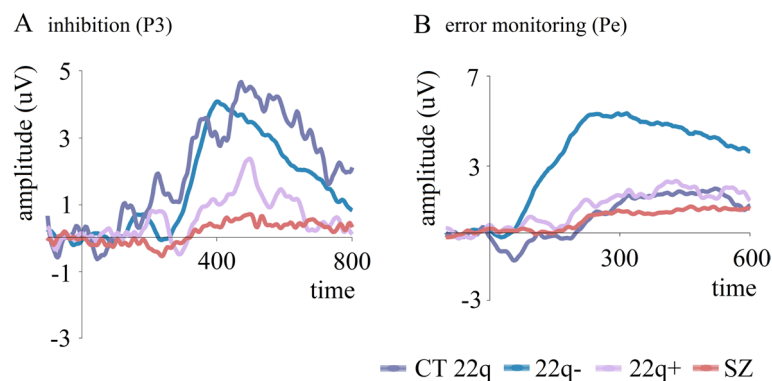 A inhibition (P3)
amplitude (uV)
5
3
1
-1
-3
400
800
time
B error monitoring (Pe)
amplitude (uV)
7
3
-3
300
600
time
CT 22q
22q-
22q+
SZ